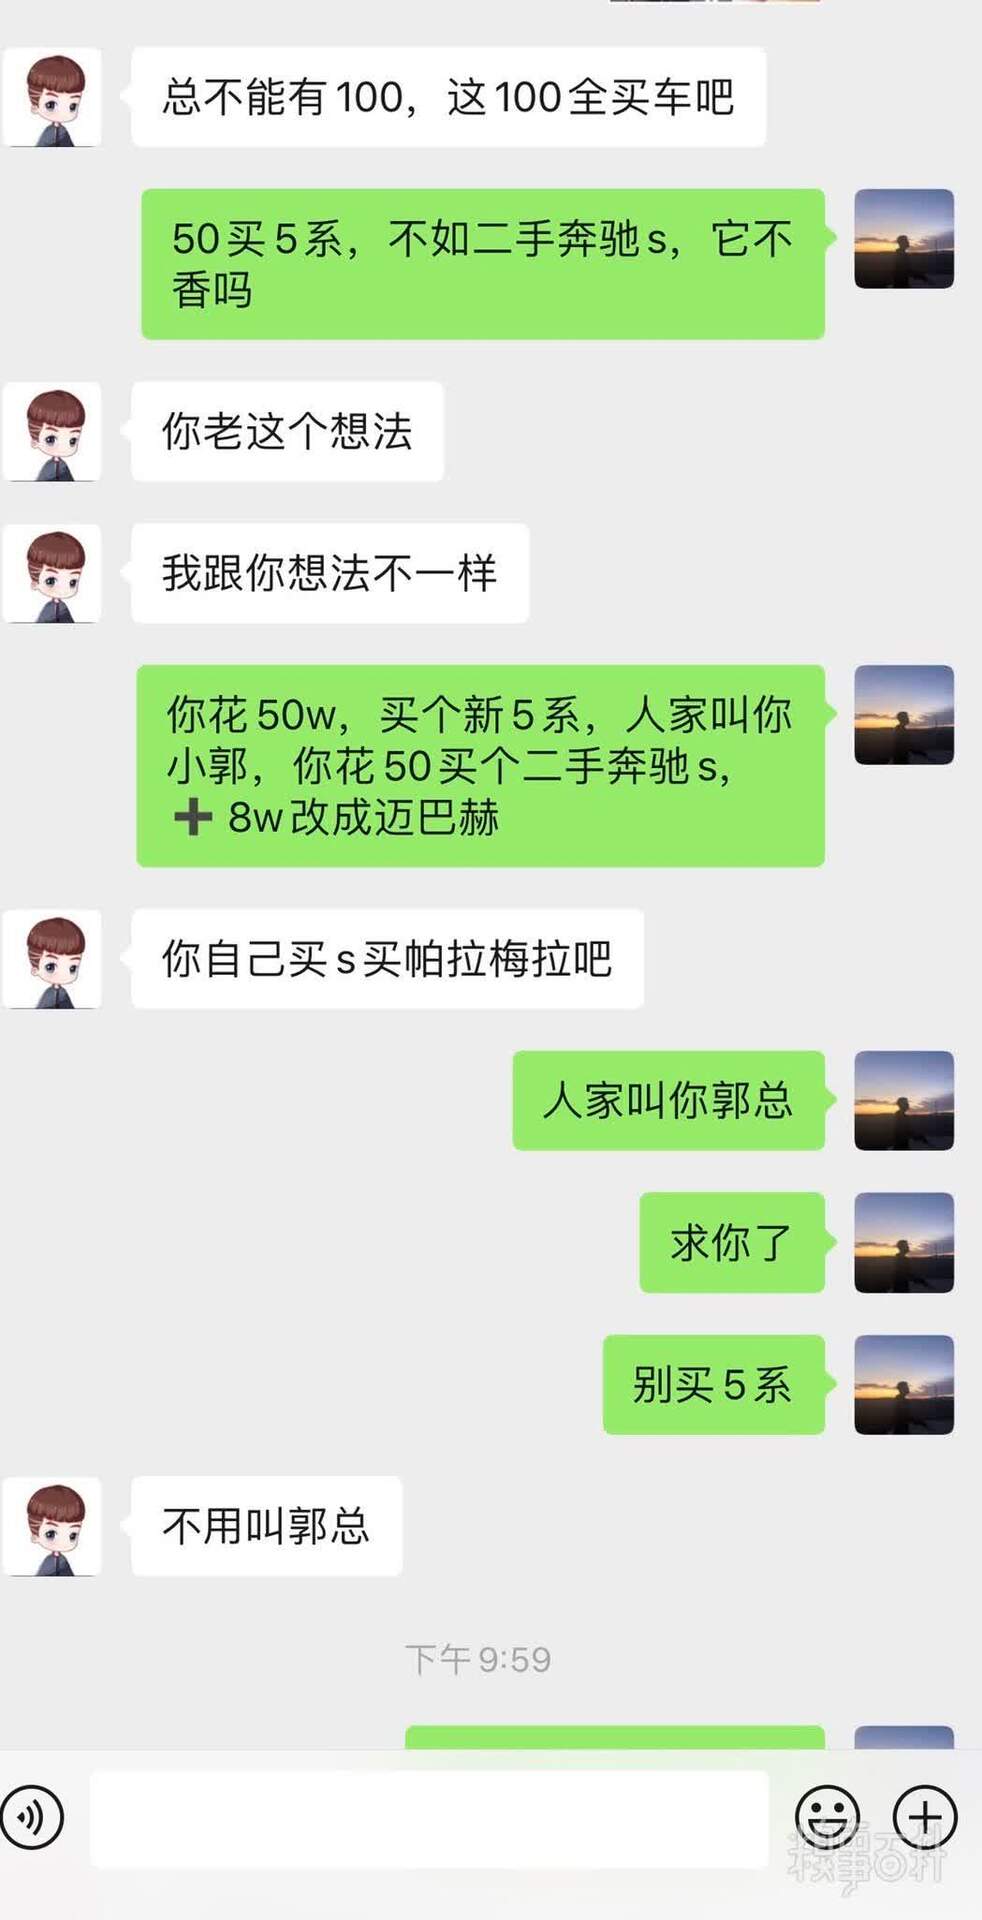 总不能有100，这100全买车吧
50买5系，不如二手奔驰s，它不
香吗
你老这个想法
我跟你想法不一样
你花50w，买个新5系，人家叫你
小郭，你花50买个二手奔驰s，
➕ 8w改成迈巴赫
你自己买s买帕拉梅拉吧
人家叫你郭总
求你了
别买5系
不用叫郭总
下午9:59
糗事百科